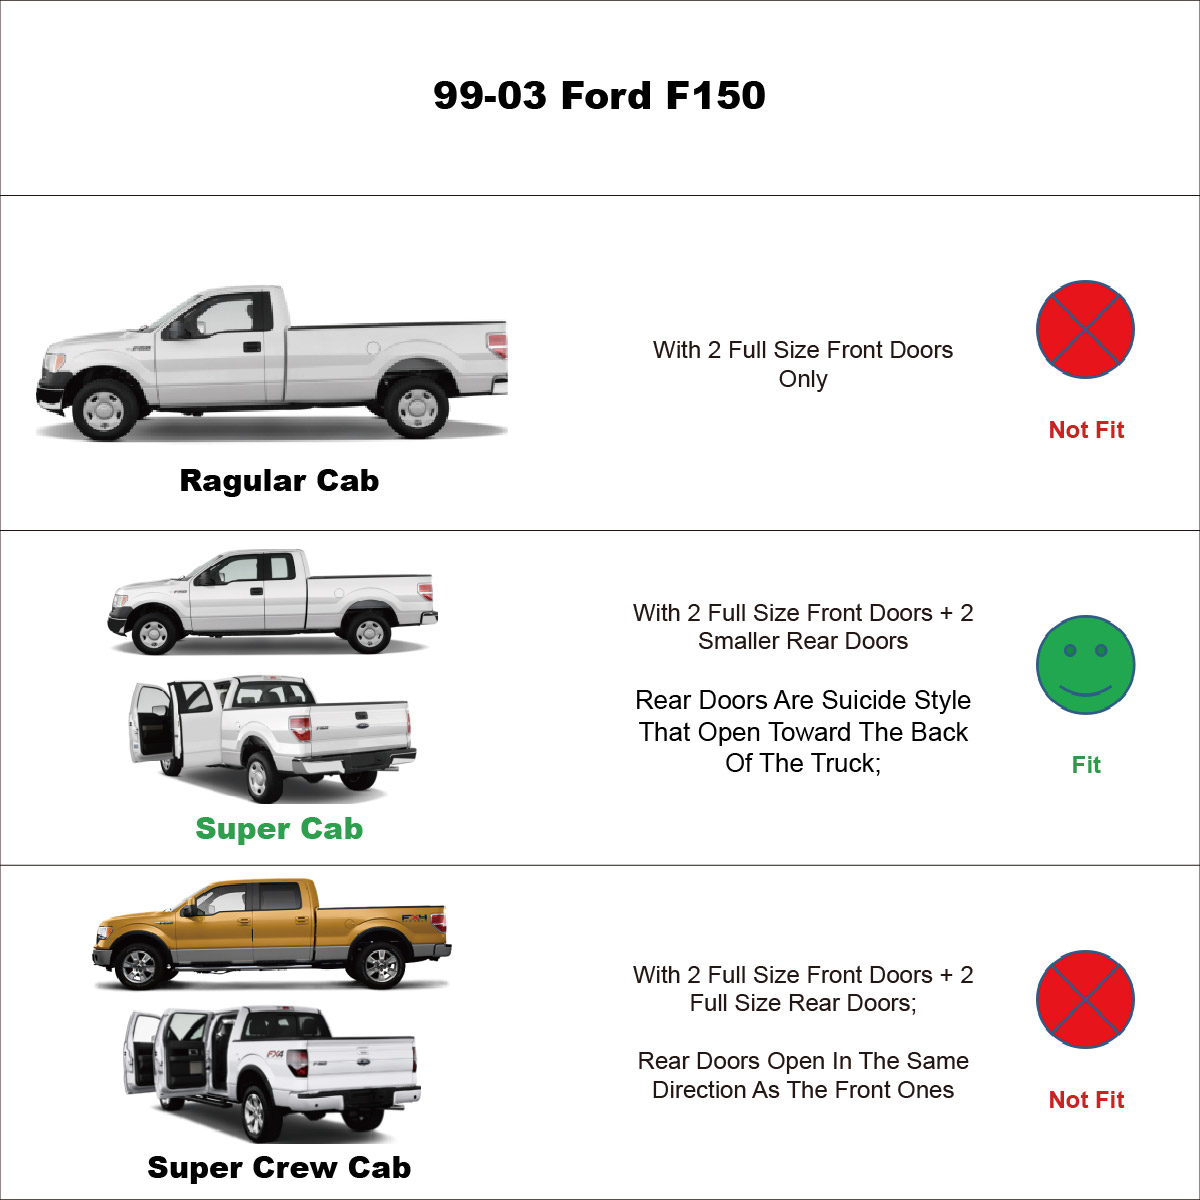 99-03 Ford F150
With 2 Full Size Front Doors
Only
Not Fit
Ragular Cab
With 2 Full Size Front Doors + 2
Smaller Rear Doors
Rear Doors Are Suicide Style
That Open Toward The Back
Of The Truck;
Fit
Super Cab
FX4
With 2 Full Size Front Doors + 2
Full Size Rear Doors;
Rear Doors Open In The Same
Direction As The Front Ones
Not Fit
FX4
Super Crew Cab